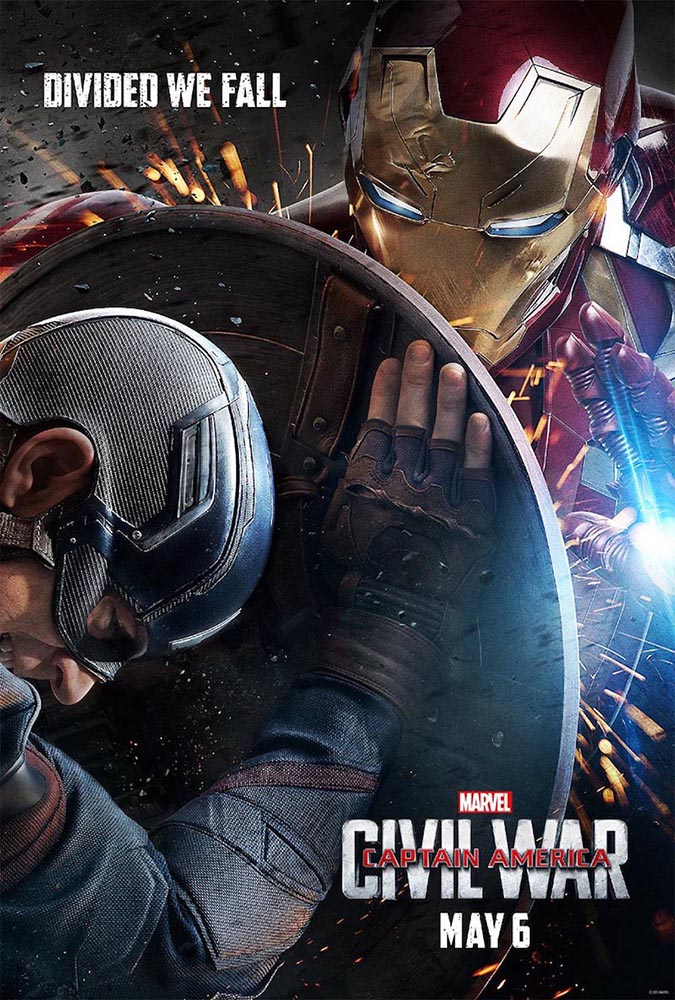 DIVIDED WE FALL
MARVEL
CIVIL WAR
CAPTAIN AMERICA
MAY 6